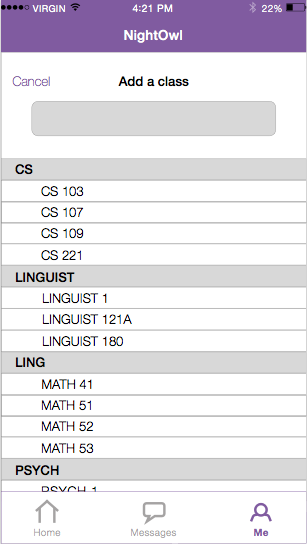 VIRGIN 4:21 PM 22%
NightOwl
Cancel Add a class
CS
CS 103
CS 107
CS 109
CS 221
LINGUIST
LINGUIST 1
LINGUIST 121A
LINGUIST 180
LING
MATH 41
MATH 51
MATH 52
MATH 53
PSYCH
PSYCH 1
Home Messages Me